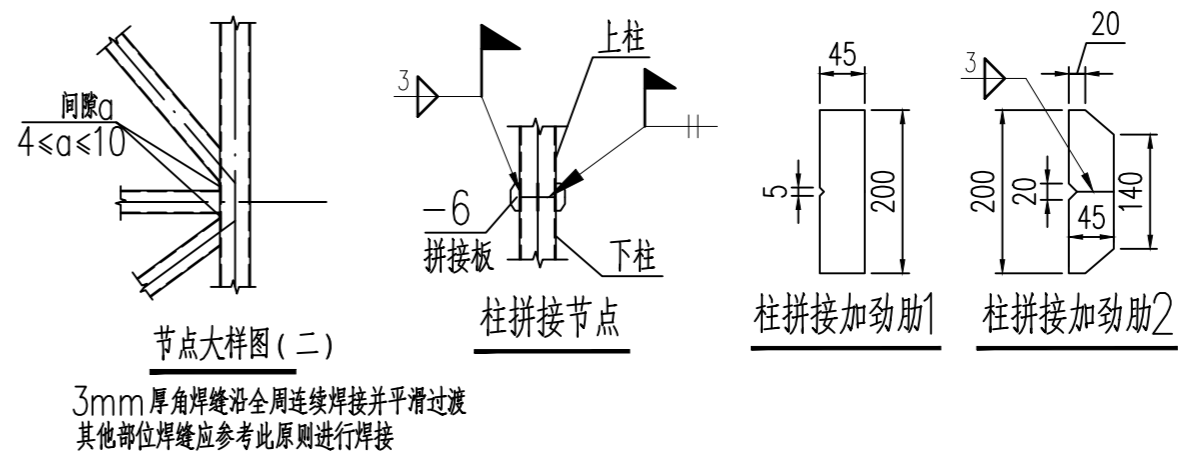 间隙a
4≤a≤10
节点大样图(二)
3mm厚角焊缝沿全周连续焊接并平滑过渡
其他部位焊缝应参考此原则进行焊接
3
上柱
-6
拼接板
下柱
柱拼接节点
45
5
200
柱拼接加劲肋1
20
3
200
20
45
140
柱拼接加劲肋2